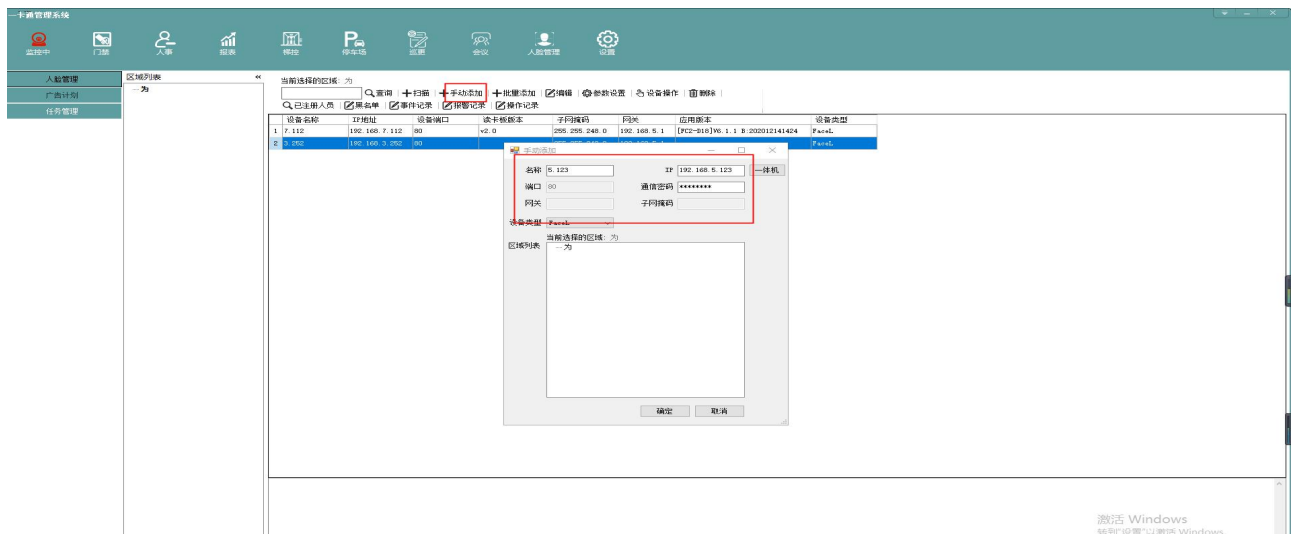 一卡通管理系统
监控中 门禁 人事 报表 梯控 停车场 巡更 会议 人脸管理 设置
人脸管理
广告计划
任务管理
区域列表 «
为
当前选择的区域: 为
查询 扫描 手动添加 批量添加 编辑 参数设置 设备操作 删除
已注册人员 黑名单 事件记录 报警记录 操作记录
设备名称 IP地址 设备端口 读卡板版本 子网掩码 网关 应用版本 设备类型
1 7.112 192.168.7.112 80 v2.0 255.255.248.0 192.168.5.1 [FC2-D18]V6.1.1 B:202012141424 FaceL
2 3.252 192.168.3.252 80 FaceL
手动添加
名称 5.123 IP 192.168.5.123 一体机
端口 80 通信密码 ********
网关 子网掩码
设备类型 FaceL
当前选择的区域: 为
区域列表 为
确定 取消
激活 Windows
转到"设置"以激活 Windows